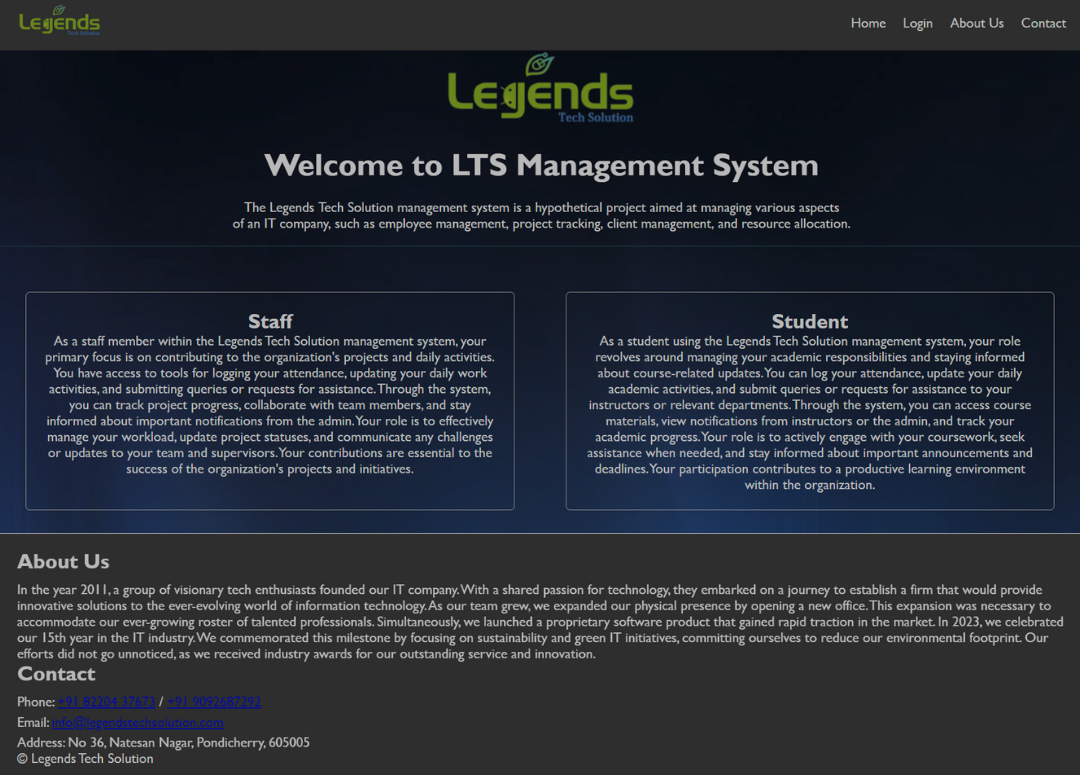 Legends
Tech Solution
Home Login About Us Contact
Legends
Tech Solution
Welcome to LTS Management System
The Legends Tech Solution management system is a hypothetical project aimed at managing various aspects
of an IT company, such as employee management, project tracking, client management, and resource allocation.
Staff
As a staff member within the Legends Tech Solution management system, your
primary focus is on contributing to the organization's projects and daily activities.
You have access to tools for logging your attendance, updating your daily work
activities, and submitting queries or requests for assistance. Through the system,
you can track project progress, collaborate with team members, and stay
informed about important notifications from the admin. Your role is to effectively
manage your workload, update project statuses, and communicate any challenges
or updates to your team and supervisors. Your contributions are essential to the
success of the organization's projects and initiatives.
Student
As a student using the Legends Tech Solution management system, your role
revolves around managing your academic responsibilities and staying informed
about course-related updates. You can log your attendance, update your daily
academic activities, and submit queries or requests for assistance to your
instructors or relevant departments. Through the system, you can access course
materials, view notifications from instructors or the admin, and track your
academic progress. Your role is to actively engage with your coursework, seek
assistance when needed, and stay informed about important announcements and
deadlines. Your participation contributes to a productive learning environment
within the organization.
About Us
In the year 2011, a group of visionary tech enthusiasts founded our IT company. With a shared passion for technology, they embarked on a journey to establish a firm that would provide
innovative solutions to the ever-evolving world of information technology. As our team grew, we expanded our physical presence by opening a new office. This expansion was necessary to
accommodate our ever-growing roster of talented professionals. Simultaneously, we launched a proprietary software product that gained rapid traction in the market. In 2023, we celebrated
our 15th year in the IT industry. We commemorated this milestone by focusing on sustainability and green IT initiatives, committing ourselves to reduce our environmental footprint. Our
efforts did not go unnoticed, as we received industry awards for our outstanding service and innovation.
Contact
Phone: +91 82204 37673 / +91 9092687292
Email: info@legendstechsolution.com
Address: No 36, Natesan Nagar, Pondicherry, 605005
© Legends Tech Solution